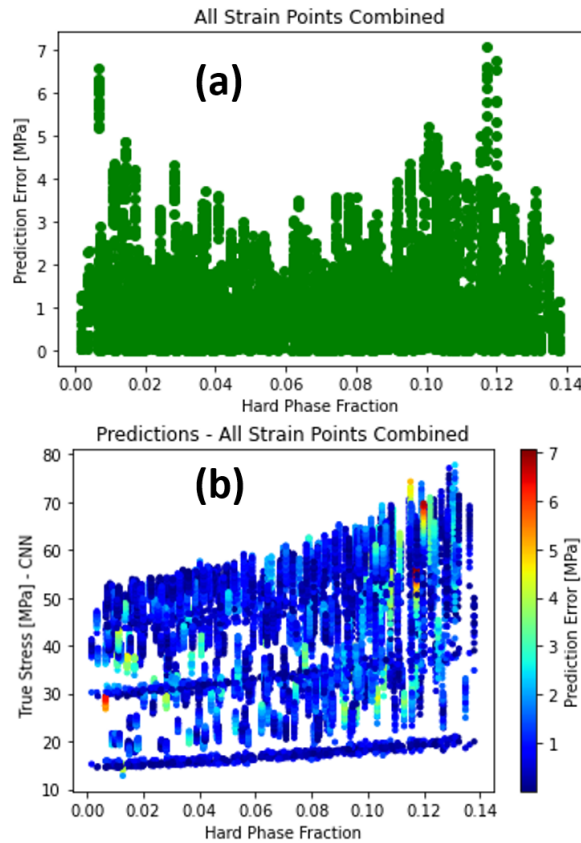 All Strain Points Combined
(a)
Prediction Error [MPa]
7
6
5
4
3
2
1
0
0.00 0.02 0.04 0.06 0.08 0.10 0.12 0.14
Hard Phase Fraction
Predictions - All Strain Points Combined
(b)
True Stress [MPa] - CNN
80
70
60
50
40
30
20
10
0.00 0.02 0.04 0.06 0.08 0.10 0.12 0.14
Hard Phase Fraction
7
6
5
4
3
2
1
Prediction Error [MPa]